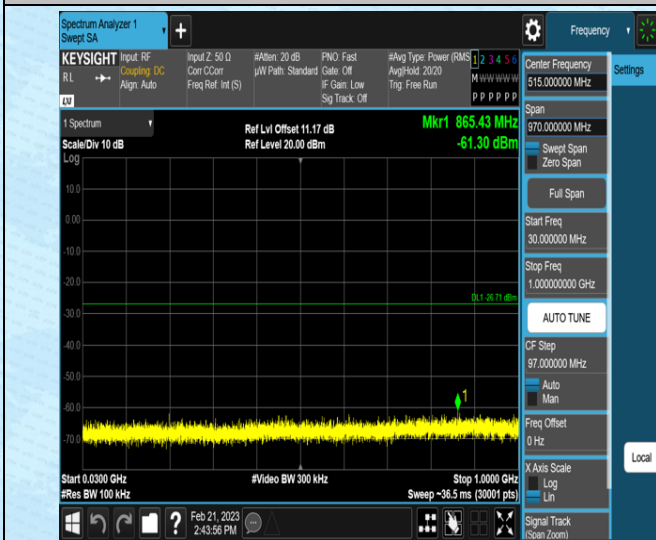 Spectrum Analyzer 1
Swept SA
+
Frequency
KEYSIGHT
Input: RF
Coupling: DC
Align: Auto
Input Z: 50 Ω
Corr CCorr
Freq Ref: Int (S)
#Atten: 20 dB
µW Path: Standard
PNO: Fast
Gate: Off
IF Gain: Low
Sig Track: Off
#Avg Type: Power (RMS
Avg|Hold: 20/20
Trig: Free Run
1 2 3 4 5 6
M W W W W W
P P P P P P
R L
LXI
Center Frequency
515.000000 MHz
Settings
Span
970.000000 MHz
Swept Span
Zero Span
Full Span
Start Freq
30.000000 MHz
Stop Freq
1.000000000 GHz
AUTO TUNE
CF Step
97.000000 MHz
Auto
Man
Freq Offset
0 Hz
X Axis Scale
Log
Lin
Local
Signal Track
(Span Zoom)
1 Spectrum
Scale/Div 10 dB
Log
Ref Lvl Offset 11.17 dB
Ref Level 20.00 dBm
Mkr1 865.43 MHz
-61.30 dBm
10.0
0.00
-10.0
-20.0
DL1 -26.71 dBm
-30.0
-40.0
-50.0
1
-60.0
-70.0
Start 0.0300 GHz
#Res BW 100 kHz
#Video BW 300 kHz
Stop 1.0000 GHz
Sweep ~36.5 ms (30001 pts)
?
Feb 21, 2023
2:43:56 PM